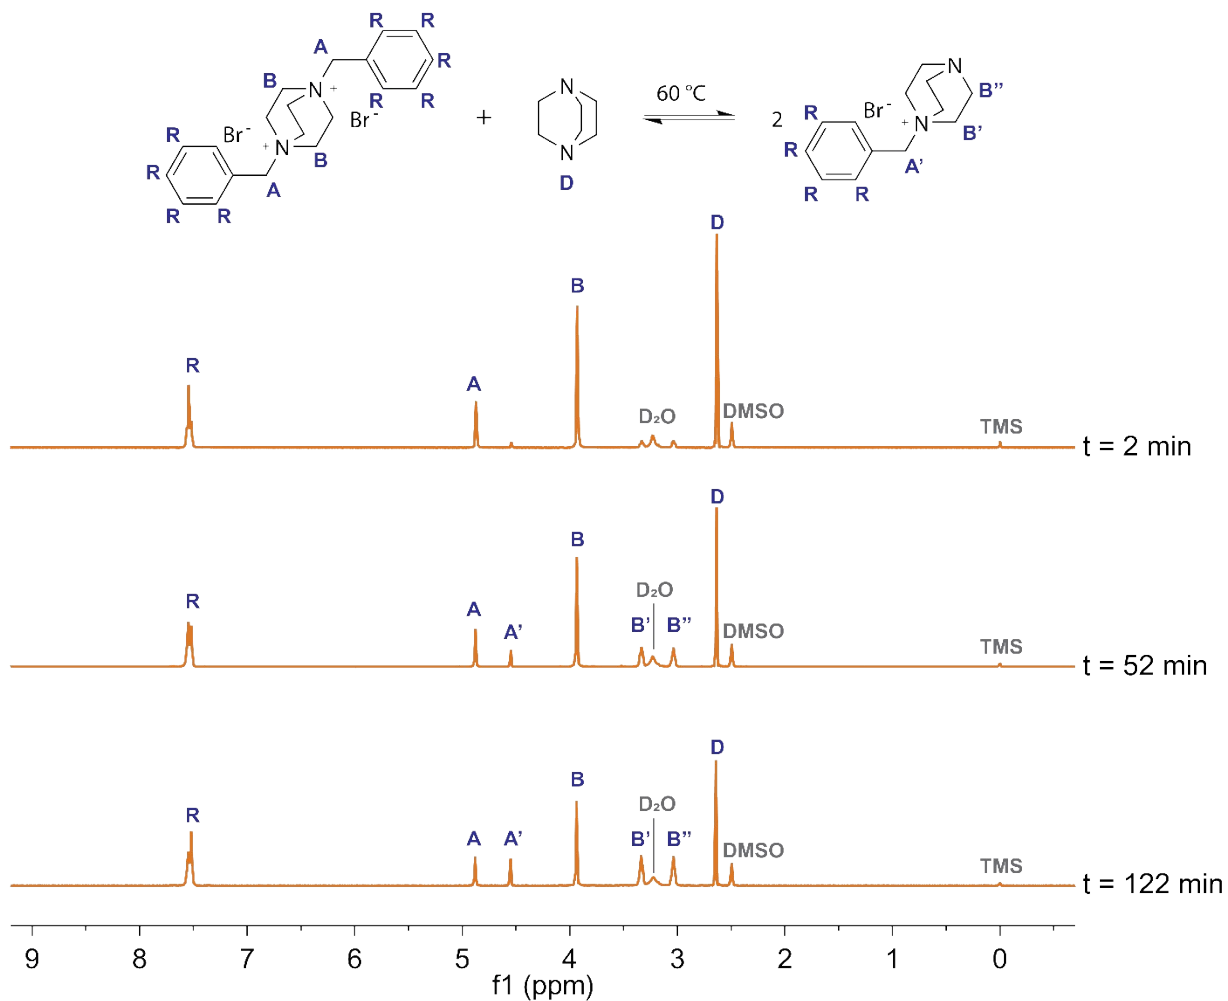 R R
A R
B N + R R
60 °C
N
Br⁻ N B''
Br⁻ + 2 Br⁻
R N + B R N + B'
R A N R A'
R R D R R
D
B
R A D₂O DMSO TMS
t = 2 min
D
B
R A A' B' D₂O B'' DMSO TMS
t = 52 min
D
B
R A A' B' D₂O B'' DMSO TMS
t = 122 min
9 8 7 6 5 4 3 2 1 0
f1 (ppm)